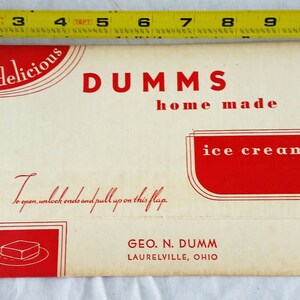 3 4 5 6 7 8 9
delicious
DUMMS
home made
ice cream
To open, unlock ends and pull up on this flap.
GEO. N. DUMM
LAURELVILLE, OHIO